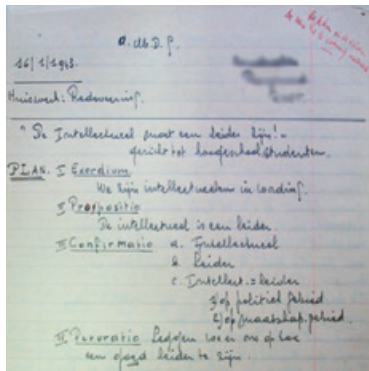 A.M.D.G.
16/1/1943.
Huiswerk: Redevoering.
"De Intellectueel moet een leider zijn!"
gericht tot hoogeschoolstudenten.
PLAN. I Exordium
We zijn intellectueelen in wording.
II Propositio
De intellectueel is een leider.
III Confirmatio a. Intellectueel
b. Leider
c. Intellect. = leider
1/ op politiek gebied
2/ op maatschap. gebied.
IV. Peroratio Leggen we er ons op toe
een goed leider te zijn.